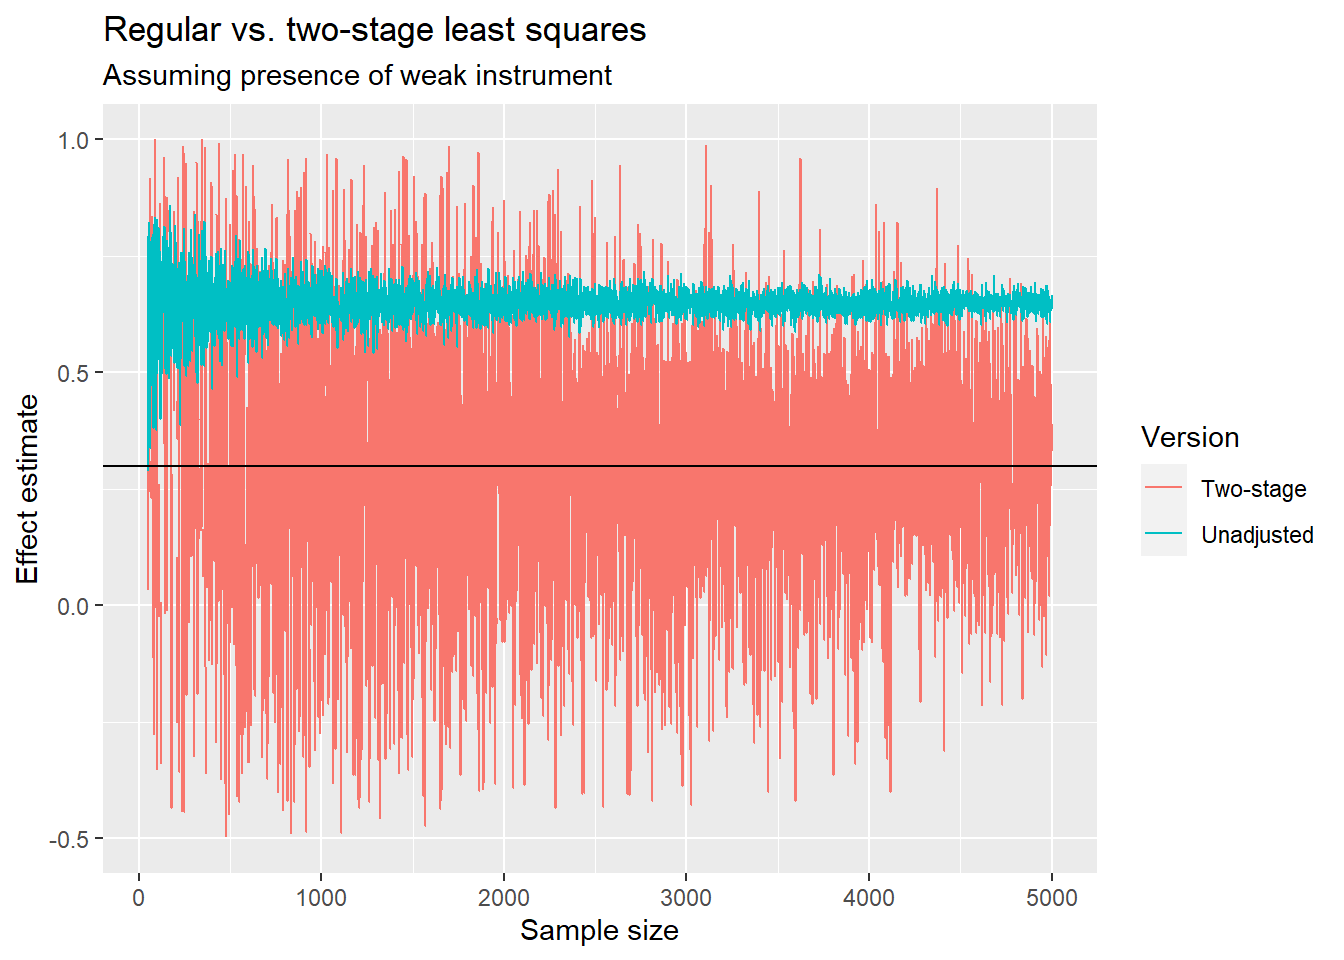 Regular vs. two-stage least squares
Assuming presence of weak instrument
1.0
0.5
0.0
-0.5
Effect estimate
0 1000 2000 3000 4000 5000
Sample size
Version
Two-stage
Unadjusted